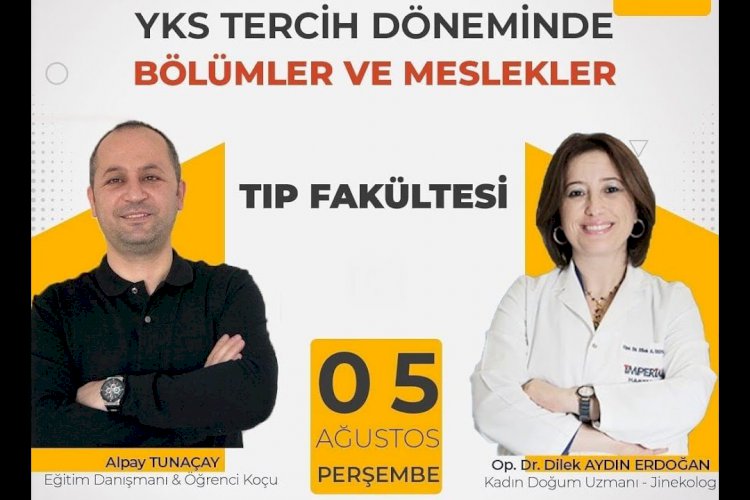 YKS TERCİH DÖNEMİNDE
BÖLÜMLER VE MESLEKLER
TIP FAKÜLTESİ
05
AĞUSTOS
PERŞEMBE
Alpay TUNAÇAY
Eğitim Danışmanı & Öğrenci Koçu
Op. Dr. Dilek AYDIN ERDOĞAN
Kadın Doğum Uzmanı - Jinekolog